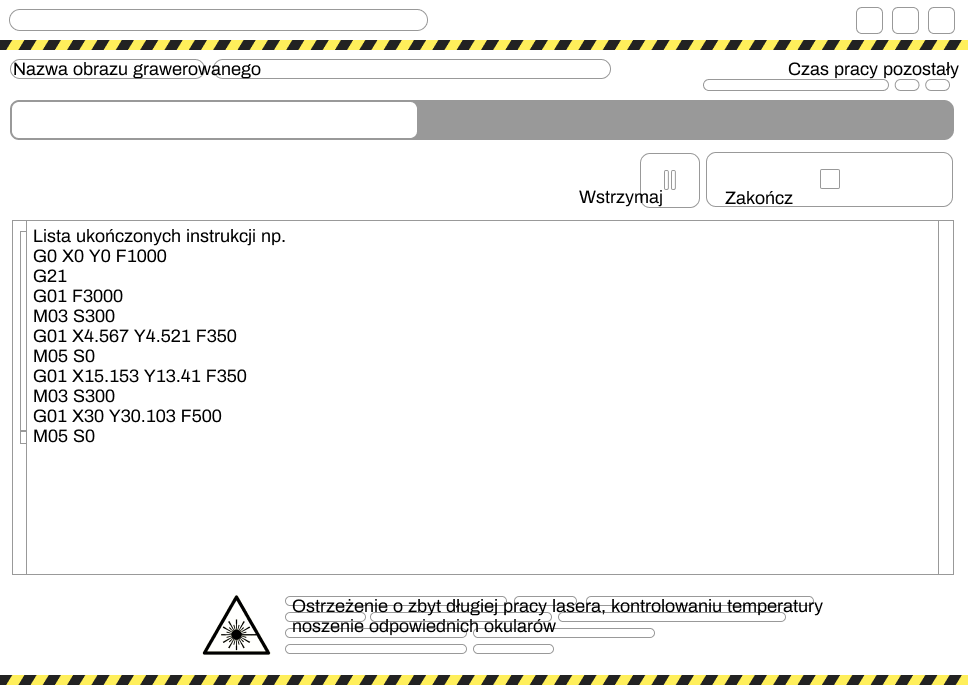 Nazwa obrazu grawerowanego
Czas pracy pozostały
Wstrzymaj
Zakończ
Lista ukończonych instrukcji np.
G0 X0 Y0 F1000
G21
G01 F3000
M03 S300
G01 X4.567 Y4.521 F350
M05 S0
G01 X15.153 Y13.41 F350
M03 S300
G01 X30 Y30.103 F500
M05 S0
Ostrzeżenie o zbyt długiej pracy lasera, kontrolowaniu temperatury
noszenie odpowiednich okularów